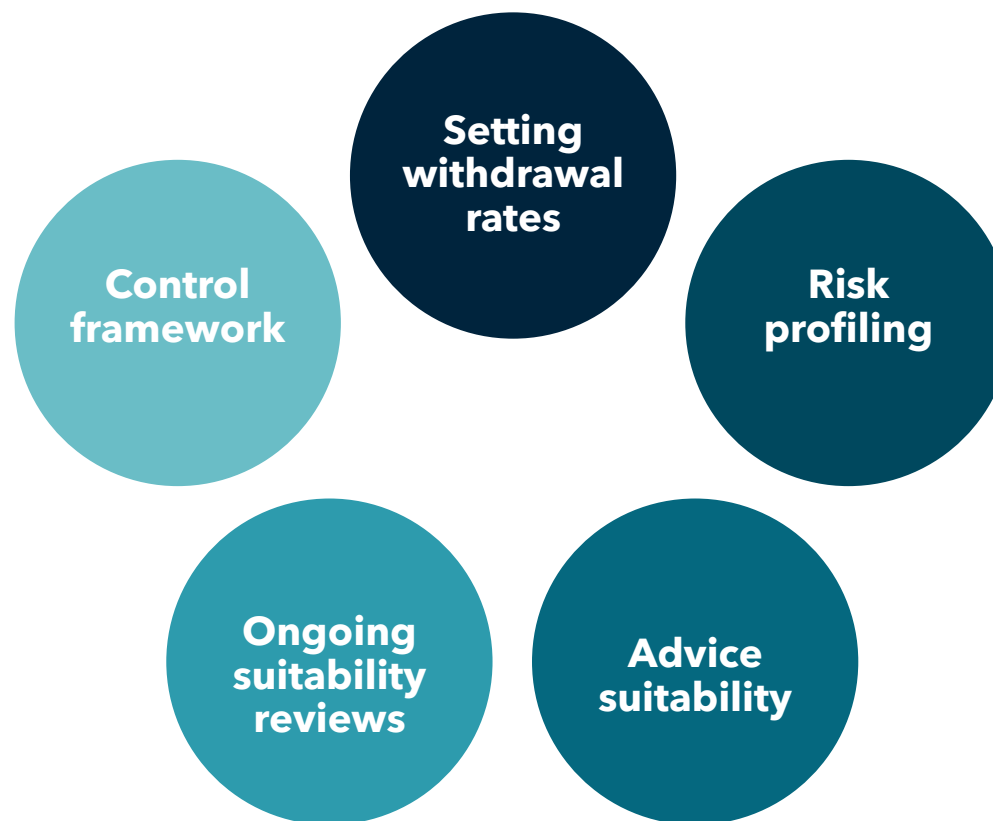 Setting
withdrawal
rates
Risk
profiling
Advice
suitability
Ongoing
suitability
reviews
Control
framework